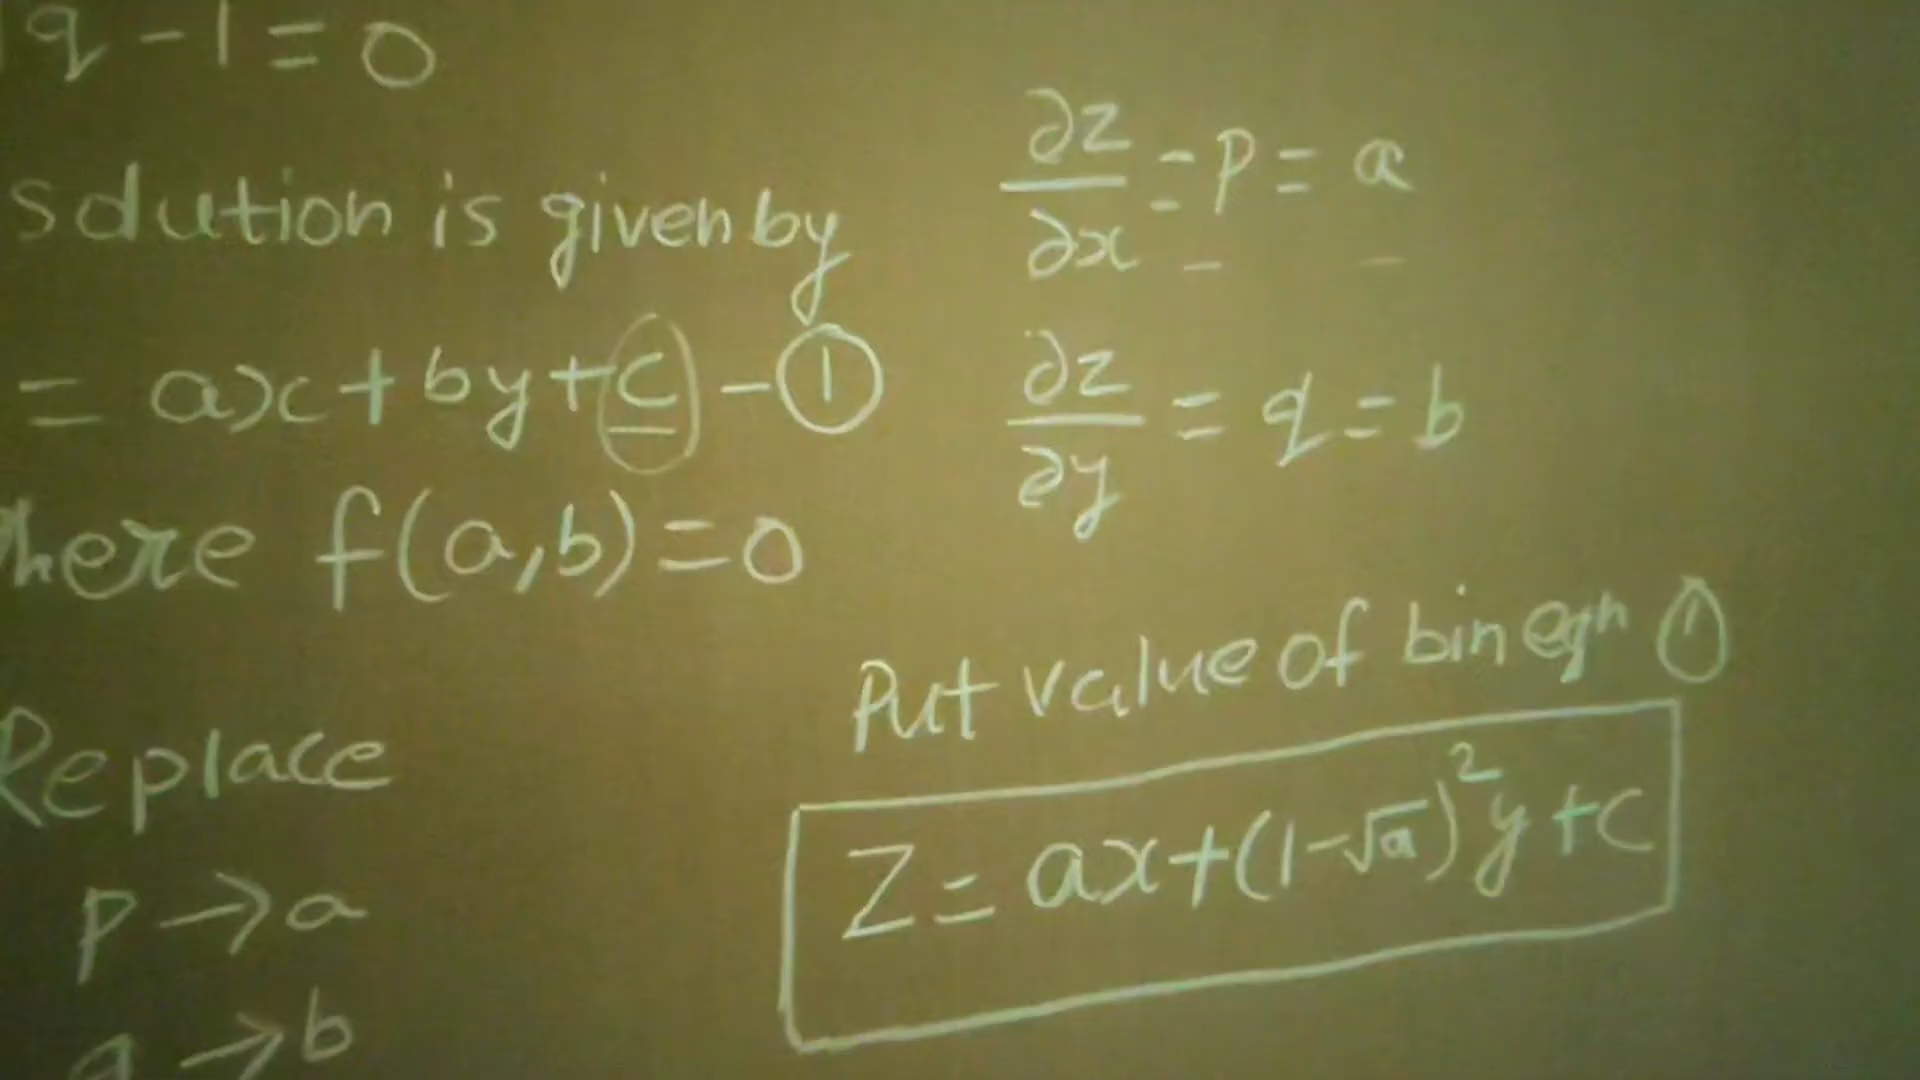 q - 1 = 0
solution is given by
= ax + by + c - ①
here f(a,b) = 0
Replace
p → a
q → b
∂z/∂x = p = a
∂z/∂y = q = b
Put value of b in eqn ①
Z = ax + (1-√a)²y + c